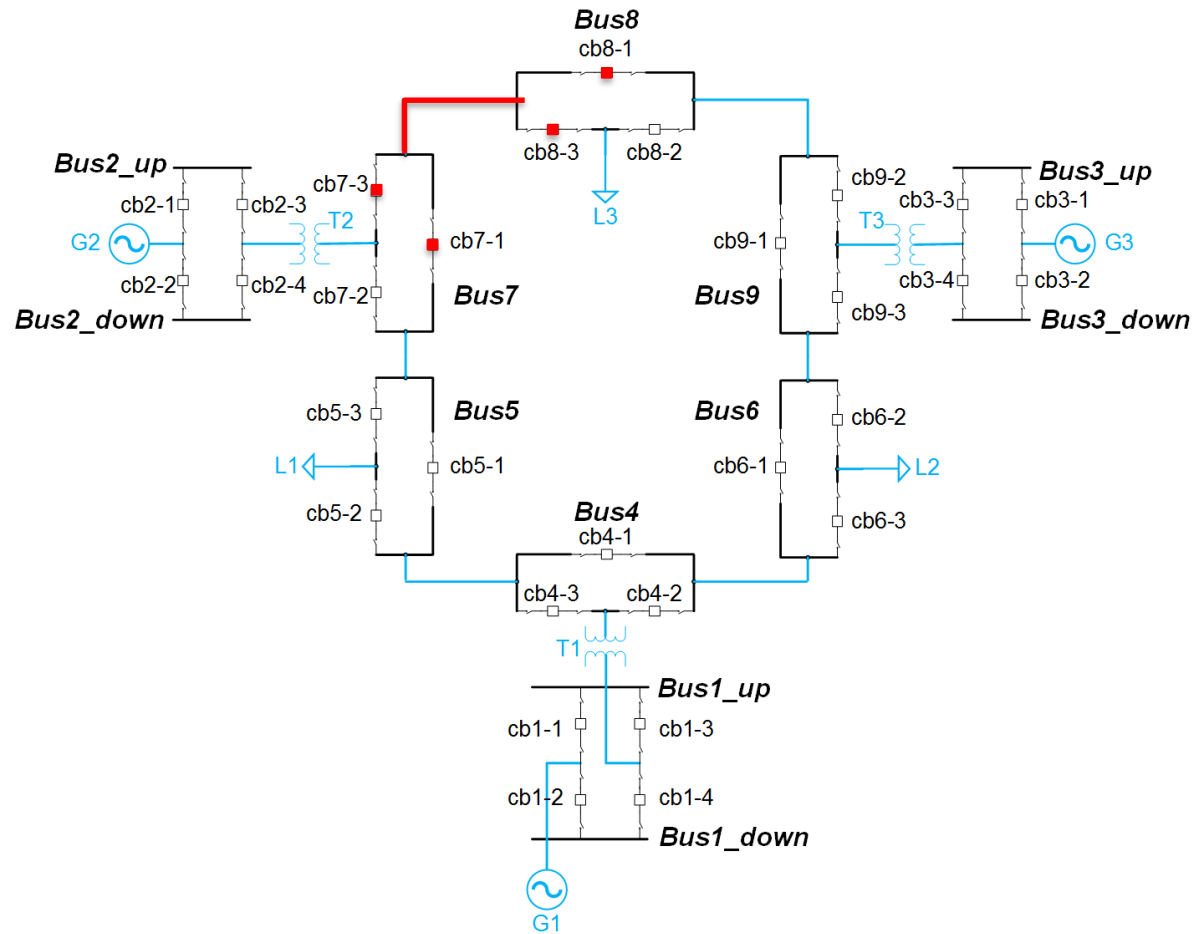 Bus8
cb8-1
cb8-3
cb8-2
L3
Bus2_up
cb2-1
cb2-3
T2
G2
cb2-2
cb2-4
Bus2_down
cb7-3
cb7-1
cb7-2
Bus7
cb9-2
cb9-1
cb9-3
Bus9
T3
Bus3_up
cb3-3
cb3-1
G3
cb3-4
cb3-2
Bus3_down
cb5-3
Bus5
L1
cb5-1
cb5-2
Bus6
cb6-2
cb6-1
L2
cb6-3
Bus4
cb4-1
cb4-3
cb4-2
T1
Bus1_up
cb1-1
cb1-3
cb1-2
cb1-4
Bus1_down
G1